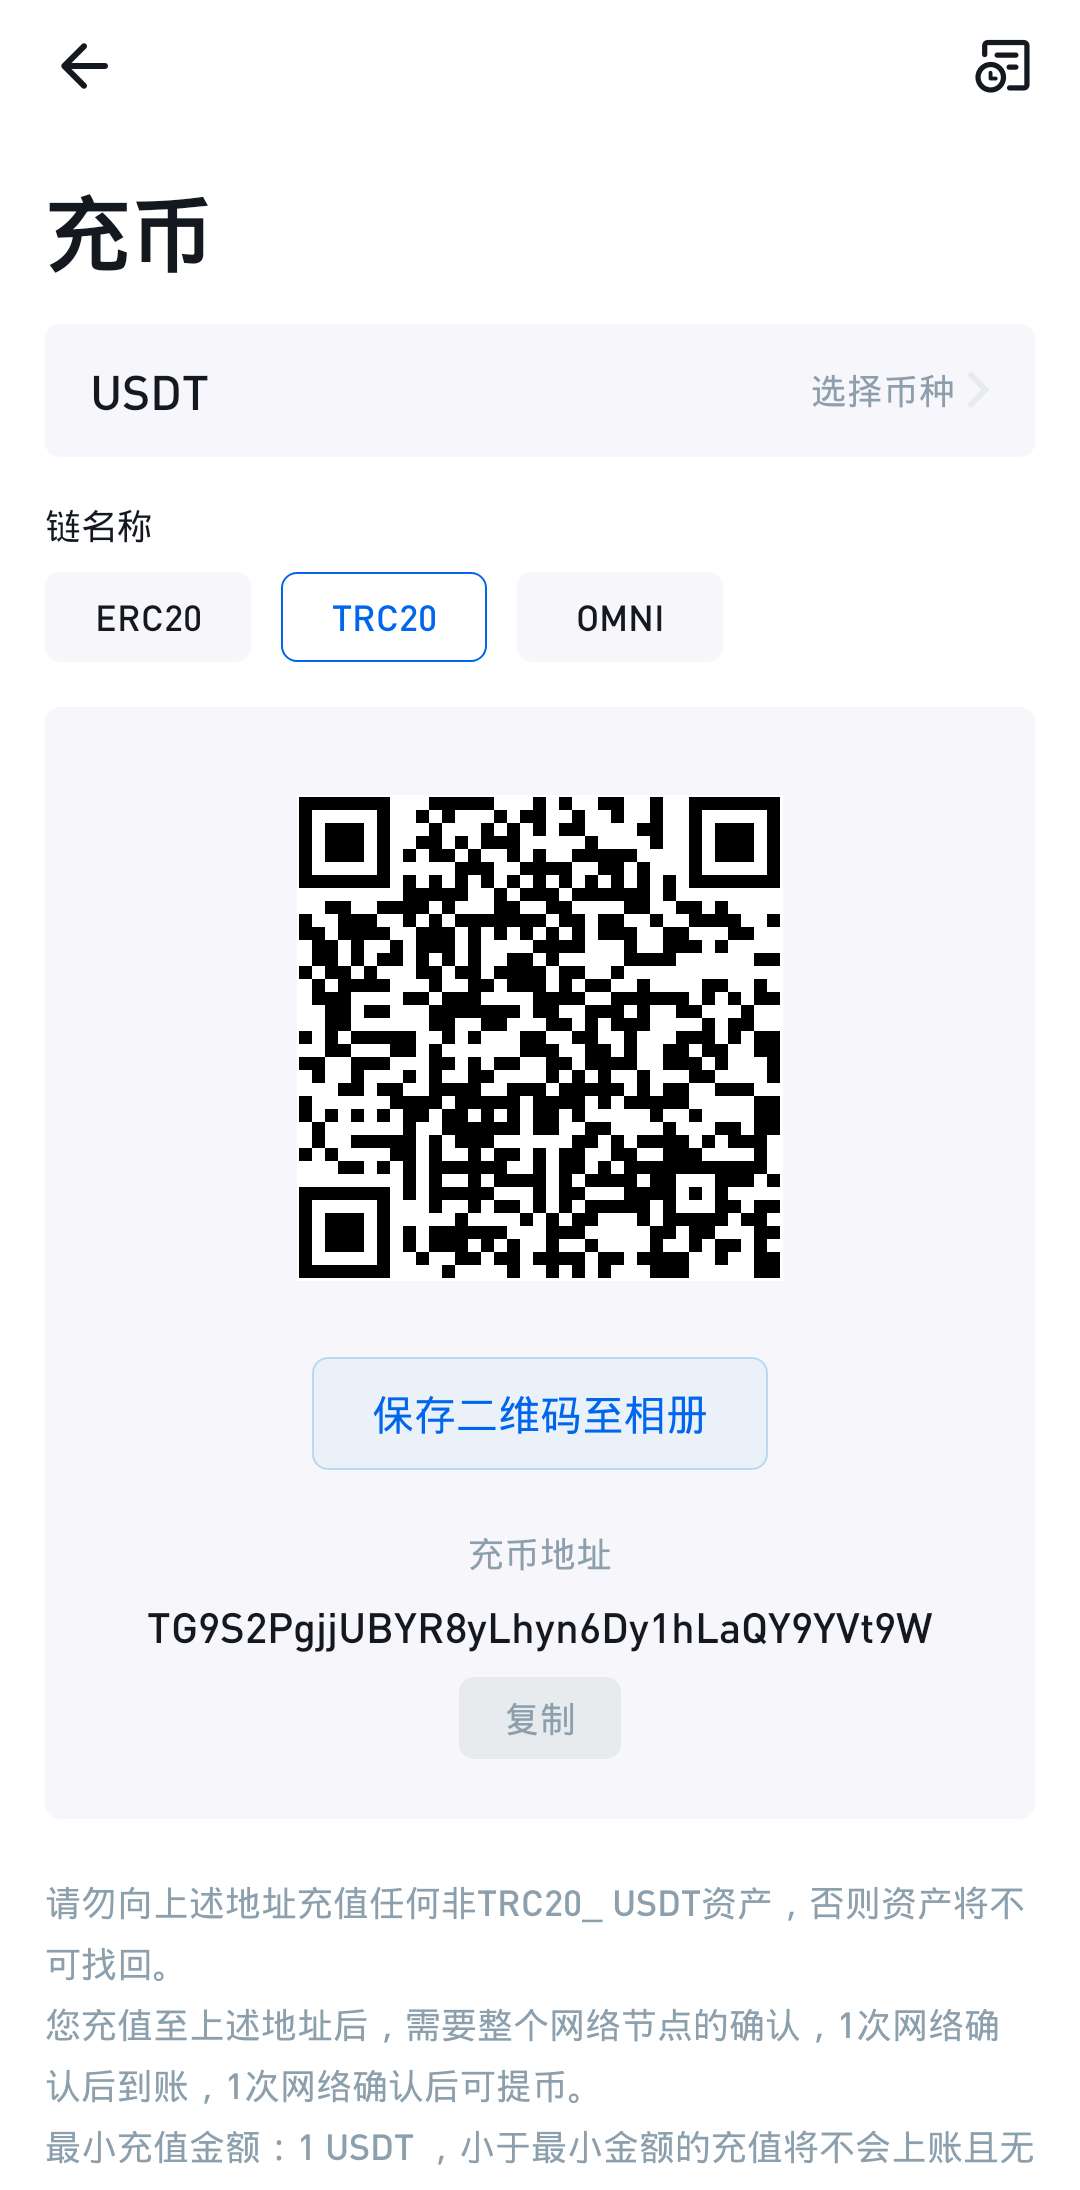 充币
USDT 选择币种
链名称
ERC20 TRC20 OMNI
保存二维码至相册
充币地址
TG9S2PgjjUBYR8yLhyn6Dy1hLaQY9YVt9W
复制
请勿向上述地址充值任何非TRC20_ USDT资产，否则资产将不
可找回。
您充值至上述地址后，需要整个网络节点的确认，1次网络确
认后到账，1次网络确认后可提币。
最小充值金额：1 USDT ，小于最小金额的充值将不会上账且无